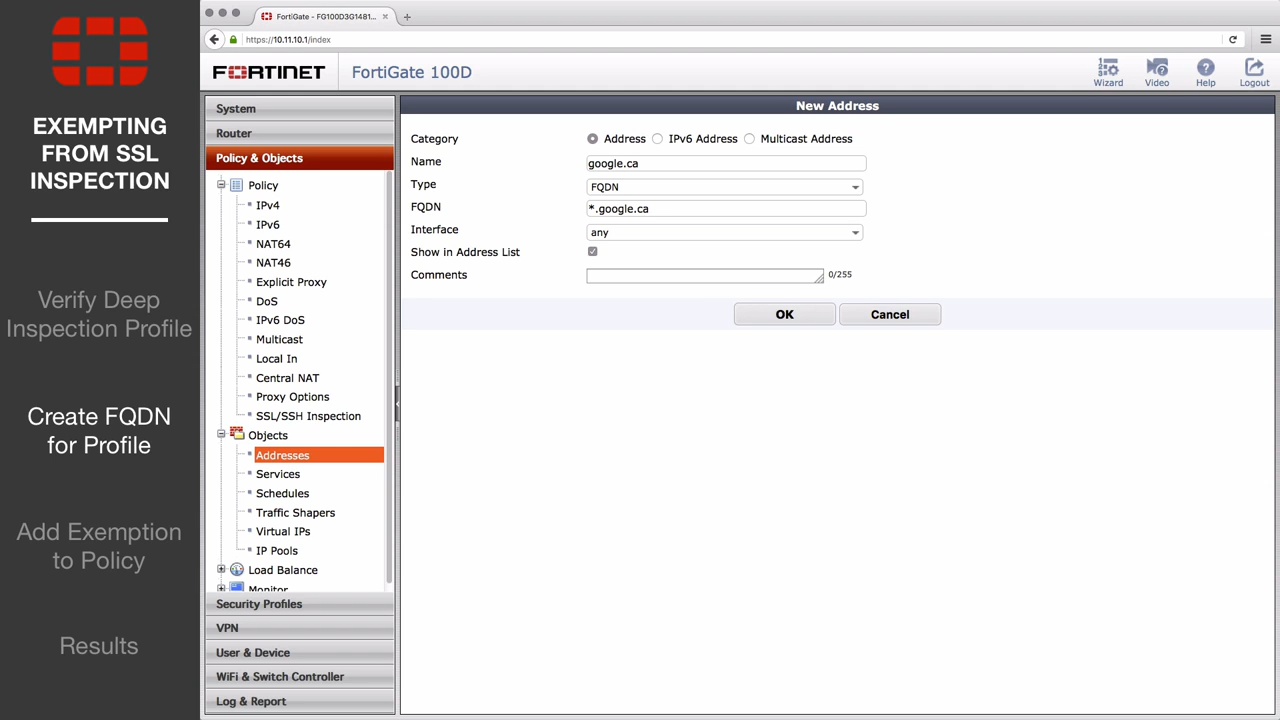 EXEMPTING
FROM SSL
INSPECTION
Verify Deep
Inspection Profile
Create FQDN
for Profile
Add Exemption
to Policy
Results
FortiGate - FG100D3G1481...
https://10.11.10.1/index
FORTINET
FortiGate 100D
Wizard
Video
Help
Logout
System
Router
Policy & Objects
Policy
IPv4
IPv6
NAT64
NAT46
Explicit Proxy
DoS
IPv6 DoS
Multicast
Local In
Central NAT
Proxy Options
SSL/SSH Inspection
Objects
Addresses
Services
Schedules
Traffic Shapers
Virtual IPs
IP Pools
Load Balance
Monitor
Security Profiles
VPN
User & Device
WiFi & Switch Controller
Log & Report
New Address
Category Address IPv6 Address Multicast Address
Name google.ca
Type FQDN
FQDN *.google.ca
Interface any
Show in Address List
Comments 0/255
OK Cancel